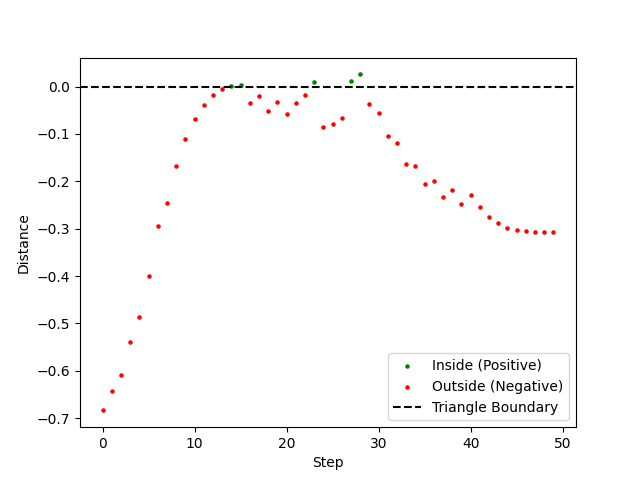 0.0
−0.1
−0.2
−0.3
−0.4
−0.5
−0.6
−0.7
Distance
Inside (Positive)
Outside (Negative)
Triangle Boundary
0 10 20 30 40 50
Step